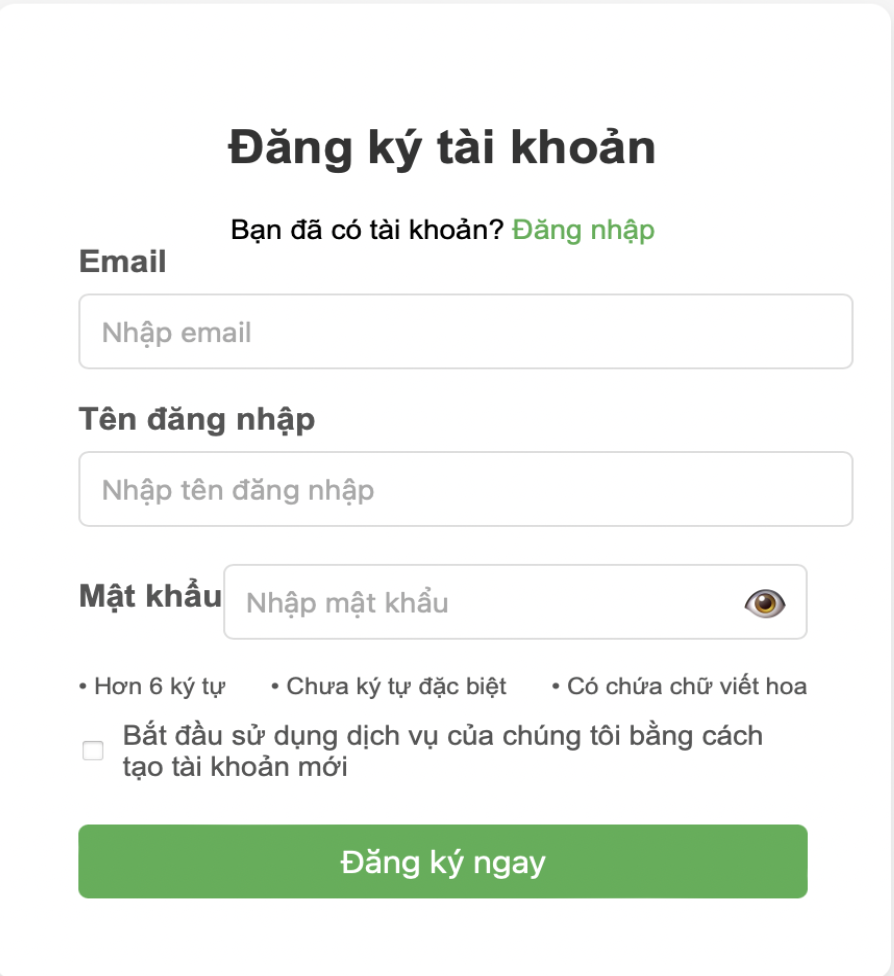 Đăng ký tài khoản
Bạn đã có tài khoản? Đăng nhập
Email
Nhập email
Tên đăng nhập
Nhập tên đăng nhập
Mật khẩu
Nhập mật khẩu
• Hơn 6 ký tự • Chưa ký tự đặc biệt • Có chứa chữ viết hoa
Bắt đầu sử dụng dịch vụ của chúng tôi bằng cách
tạo tài khoản mới
Đăng ký ngay